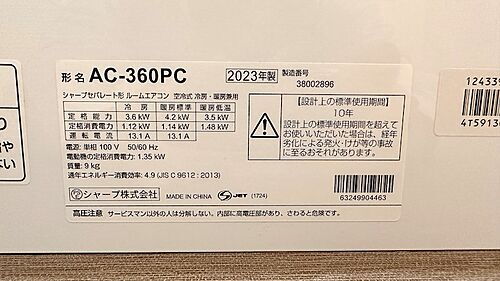 形名 AC-360PC 2023年製 製造番号 38002896
シャープセパレート形 ルームエアコン 空冷式 冷房・暖房兼用
冷房 暖房標準 暖房低温
定格能力 3.6 kW 4.2 kW 3.5 kW
定格消費電力 1.12 kW 1.14 kW 1.48 kW
運転電流 13.1 A 13.1 A
電源: 単相 100 V 50/60 Hz
電動機の定格消費電力: 1.35 kW
質量: 9 kg
通年エネルギー消費効率: 4.9 (JIS C 9612 : 2013)
シャープ株式会社 MADE IN CHINA JET (1724)
高圧注意 サービスマン以外の人は分解しない。内部に高電圧部があり、さわると危険です。
【設計上の標準使用期間】
10年
設計上の標準使用期間を超えて
お使いいただいた場合は、経年
劣化による発火・けが等の事故に
至るおそれがあります。
63249904463
124339
4T5913
や
ない